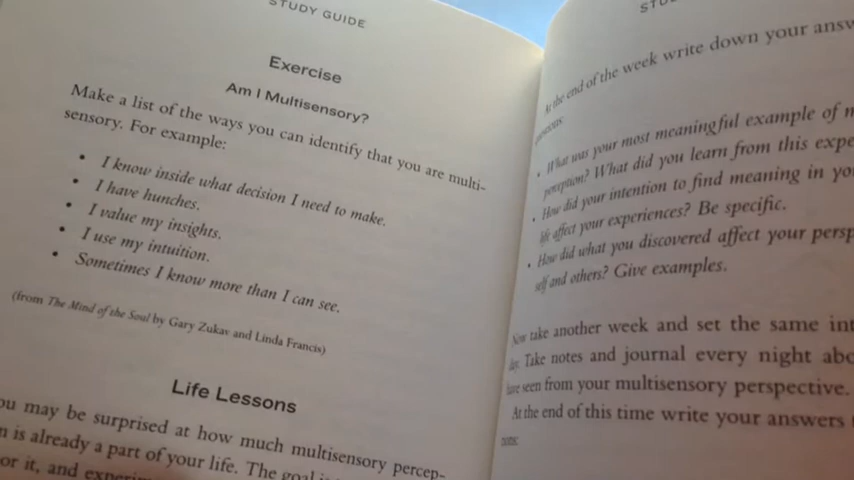 STUDY GUIDE
Exercise
Am I Multisensory?
Make a list of the ways you can identify that you are multi-
sensory. For example:
• I know inside what decision I need to make.
• I have hunches.
• I value my insights.
• I use my intuition.
• Sometimes I know more than I can see.
(from The Mind of the Soul by Gary Zukav and Linda Francis)
Life Lessons
ou may be surprised at how much multisensory percep-
n is already a part of your life. The goal
or it, and
STU
At the end of the week write down your answ
• What was your most meaningful example of m
perception? What did you learn from this expe
• How did your intention to find meaning in yo
life affect your experiences? Be specific.
• How did what you discovered affect your persp
self and others? Give examples.
Now take another week and set the same int
day. Take notes and journal every night abo
have seen from your multisensory perspective.
At the end of this time write your answers
tions: